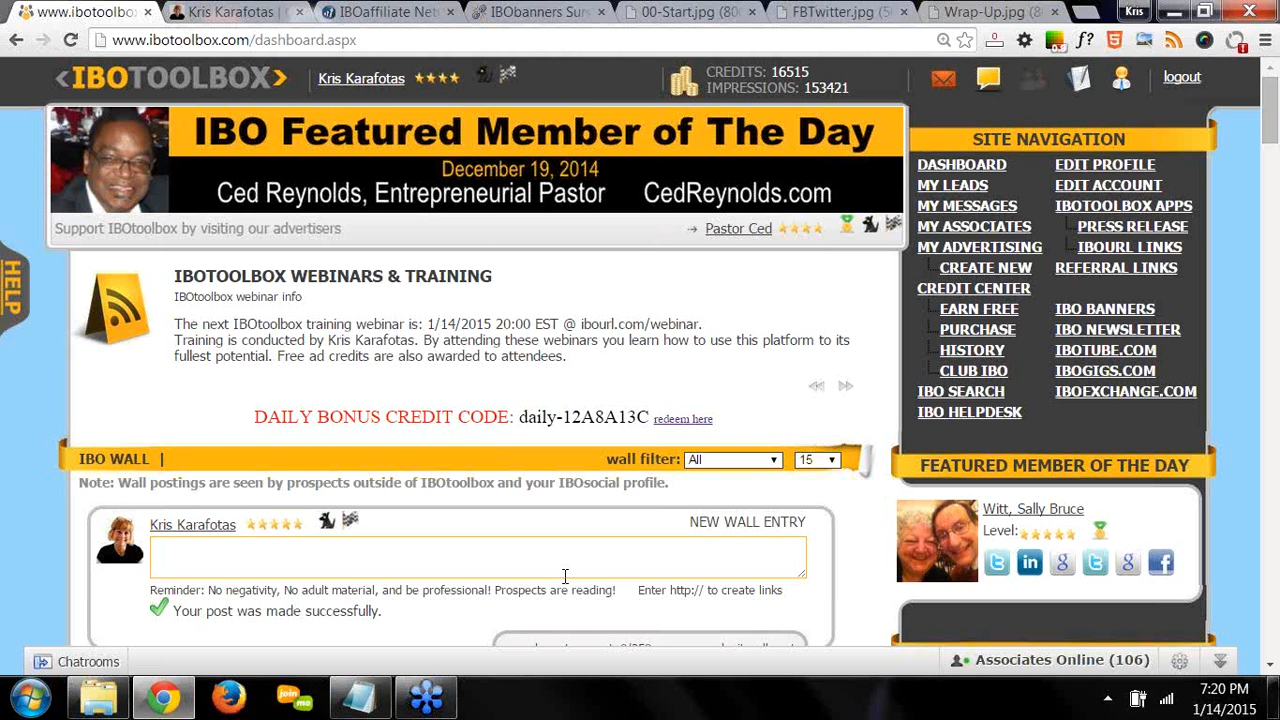 www.ibotoolbo
Kris Karafotas |
IBOaffiliate Net
IBObanners Sur
00-Start.jpg (80
FBTwitter.jpg (5
Wrap-Up.jpg (8
Kris
www.ibotoolbox.com/dashboard.aspx
<IBOTOOLBOX>
Kris Karafotas
CREDITS: 16515
IMPRESSIONS: 153421
logout
IBO Featured Member of The Day
December 19, 2014
Ced Reynolds, Entrepreneurial Pastor CedReynolds.com
Support IBOtoolbox by visiting our advertisers
→ Pastor Ced
HELP
IBOTOOLBOX WEBINARS & TRAINING
IBOtoolbox webinar info
The next IBOtoolbox training webinar is: 1/14/2015 20:00 EST @ ibourl.com/webinar.
Training is conducted by Kris Karafotas. By attending these webinars you learn how to use this platform to its
fullest potential. Free ad credits are also awarded to attendees.
DAILY BONUS CREDIT CODE: daily-12A8A13C redeem here
IBO WALL |
wall filter: All 15
Note: Wall postings are seen by prospects outside of IBOtoolbox and your IBOsocial profile.
Kris Karafotas
NEW WALL ENTRY
Reminder: No negativity, No adult material, and be professional! Prospects are reading! Enter http:// to create links
Your post was made successfully.
SITE NAVIGATION
DASHBOARD
MY LEADS
MY MESSAGES
MY ASSOCIATES
MY ADVERTISING
CREATE NEW
CREDIT CENTER
EARN FREE
PURCHASE
HISTORY
CLUB IBO
IBO SEARCH
IBO HELPDESK
EDIT PROFILE
EDIT ACCOUNT
IBOTOOLBOX APPS
PRESS RELEASE
IBOURL LINKS
REFERRAL LINKS
IBO BANNERS
IBO NEWSLETTER
IBOTUBE.COM
IBOGIGS.COM
IBOEXCHANGE.COM
FEATURED MEMBER OF THE DAY
Witt, Sally Bruce
Level:
Chatrooms
Associates Online (106)
join
me
7:20 PM
1/14/2015